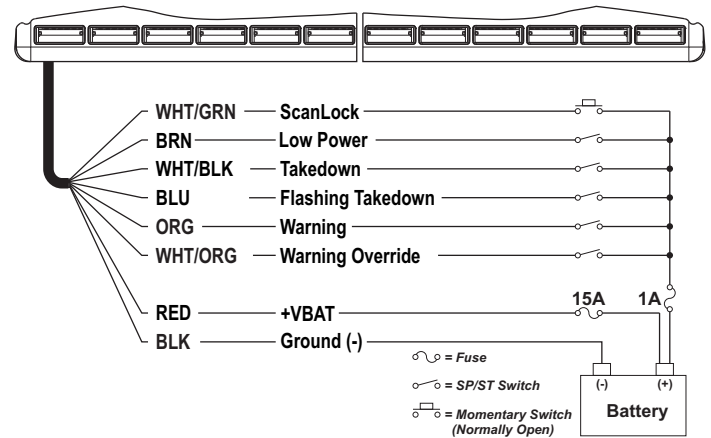 WHT/GRN ScanLock
BRN Low Power
WHT/BLK Takedown
BLU Flashing Takedown
ORG Warning
WHT/ORG Warning Override
15A 1A
RED +VBAT
BLK Ground (-)
= Fuse
= SP/ST Switch
= Momentary Switch
(Normally Open)
(-) (+)
Battery